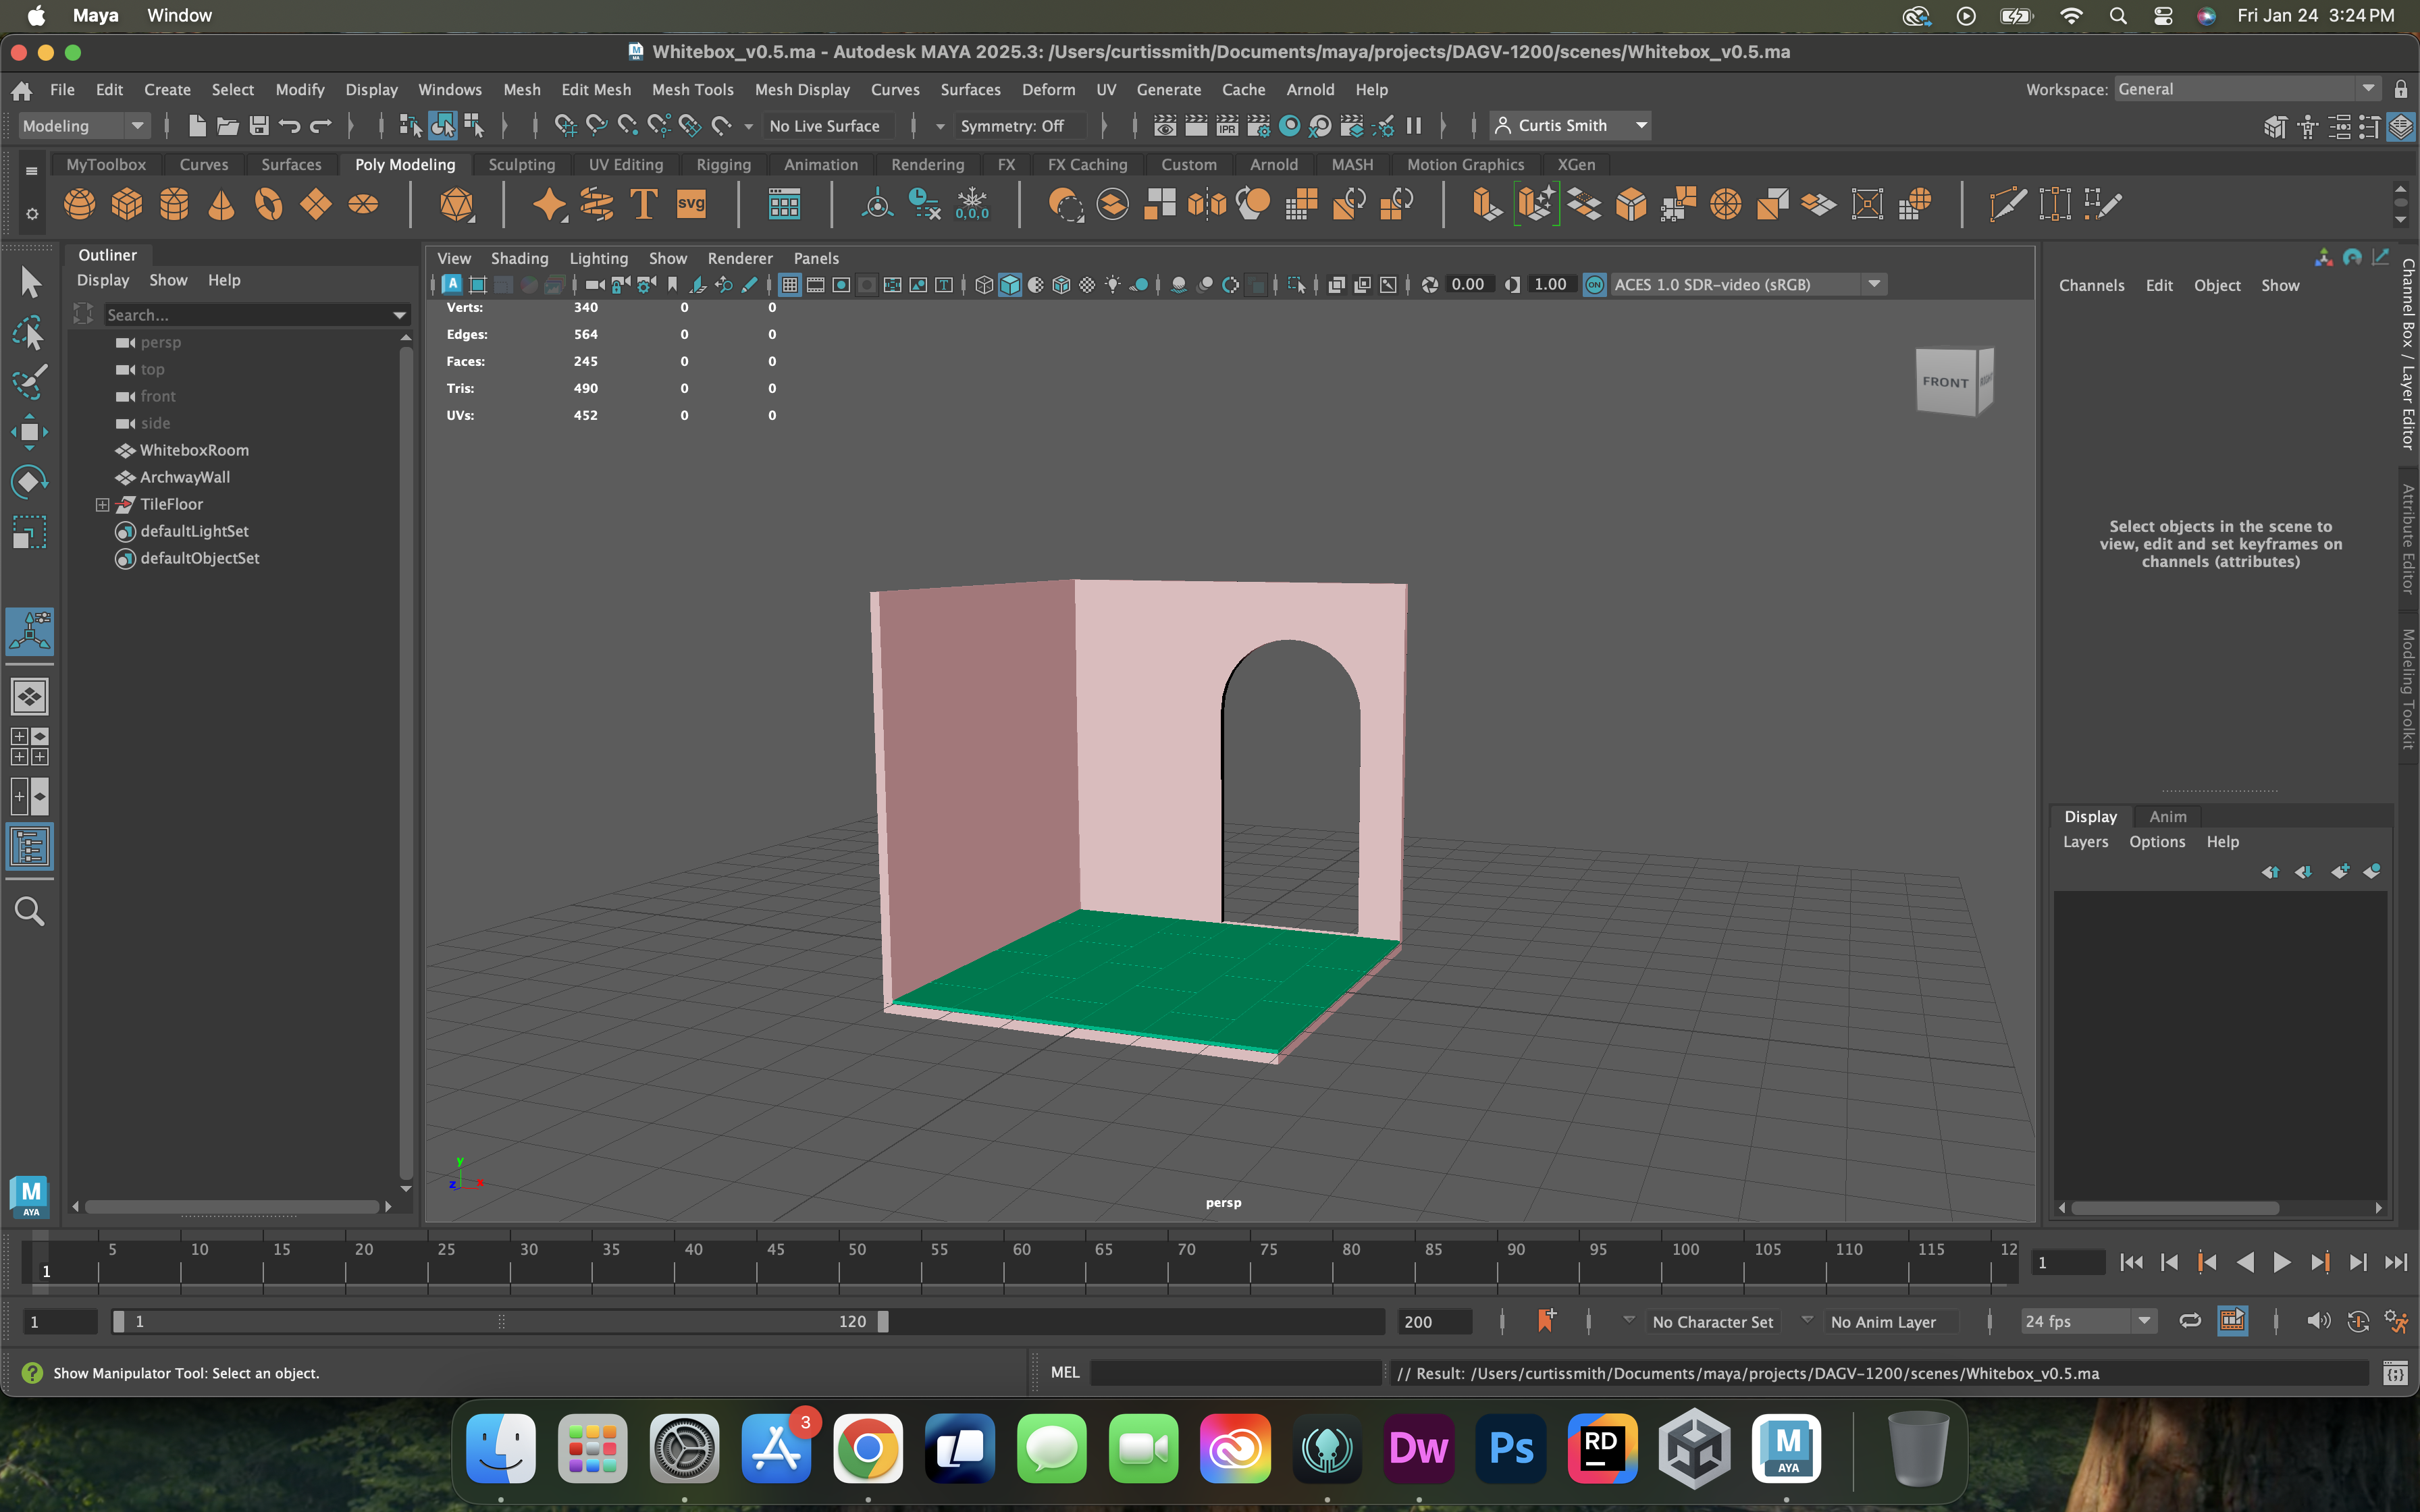 Maya Window Fri Jan 24 3:24 PM
Whitebox_v0.5.ma - Autodesk MAYA 2025.3: /Users/curtissmith/Documents/maya/projects/DAGV-1200/scenes/Whitebox_v0.5.ma
File Edit Create Select Modify Display Windows Mesh Edit Mesh Mesh Tools Mesh Display Curves Surfaces Deform UV Generate Cache Arnold Help Workspace: General
Modeling No Live Surface Symmetry: Off IPR Curtis Smith
MyToolbox Curves Surfaces Poly Modeling Sculpting UV Editing Rigging Animation Rendering FX FX Caching Custom Arnold MASH Motion Graphics XGen
T svg 0,0,0
Outliner
Display Show Help
Search...
persp
top
front
side
WhiteboxRoom
ArchwayWall
TileFloor
defaultLightSet
defaultObjectSet
View Shading Lighting Show Renderer Panels
A T 0.00 1.00 ON ACES 1.0 SDR-video (sRGB)
Verts: 340 0 0
Edges: 564 0 0
Faces: 245 0 0
Tris: 490 0 0
UVs: 452 0 0
FRONT RIGHT
y
z x
persp
Channels Edit Object Show
Select objects in the scene to
view, edit and set keyframes on
channels (attributes)
Channel Box / Layer Editor
Attribute Editor
Modeling Toolkit
Display Anim
Layers Options Help
M
AYA
5 10 15 20 25 30 35 40 45 50 55 60 65 70 75 80 85 90 95 100 105 110 115 12
1 1
1 1 120 200 No Character Set No Anim Layer 24 fps
Show Manipulator Tool: Select an object. MEL // Result: /Users/curtissmith/Documents/maya/projects/DAGV-1200/scenes/Whitebox_v0.5.ma
3
Dw Ps RD M
AYA